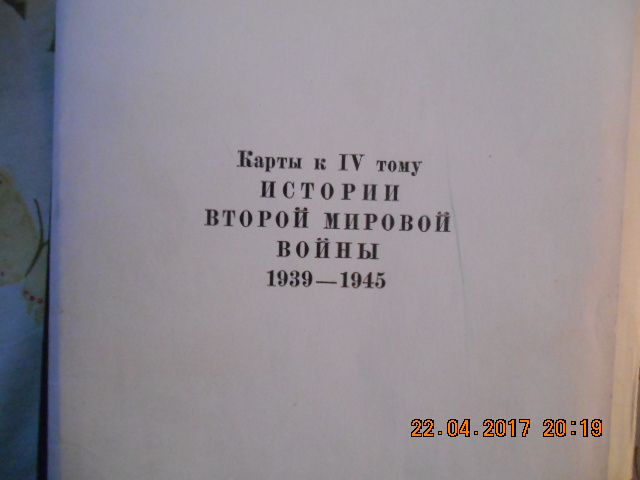 Карты к IV тому
ИСТОРИИ
ВТОРОЙ МИРОВОЙ
ВОЙНЫ
1939—1945
22.04.2017 20:19